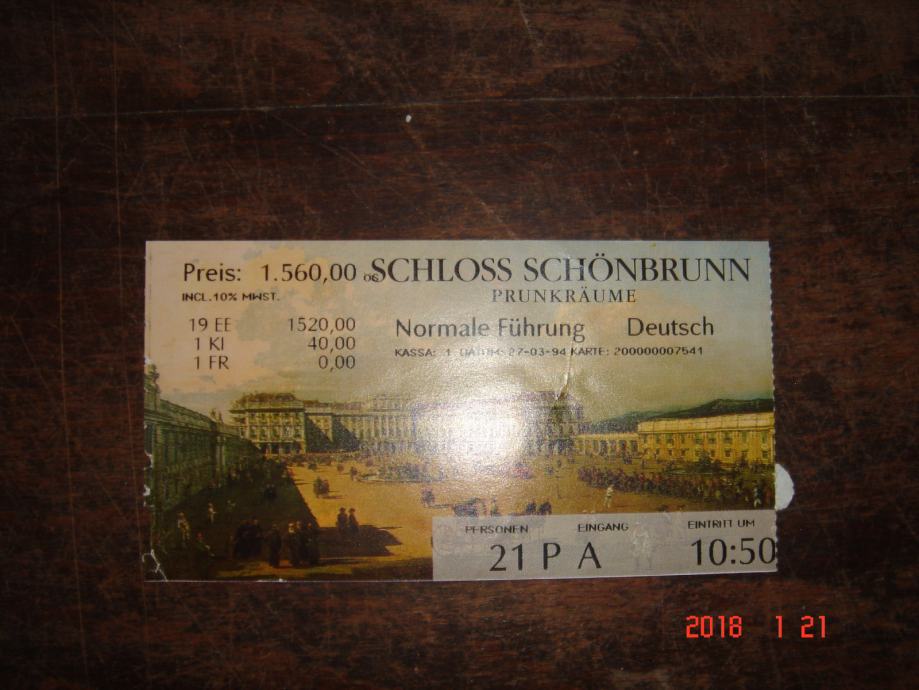 Preis: 1.560,00 öS
SCHLOSS SCHÖNBRUNN
INCL.10% MWST.
PRUNKRÄUME
19 EE 1520,00
1 KI 40,00
1 FR 0,00
Normale Führung Deutsch
KASSA: 1 DATUM: 27-03-94 KARTE: 200000007541
PERSONEN EINGANG EINTRITT UM
21 P A 10:50
2018 1 21